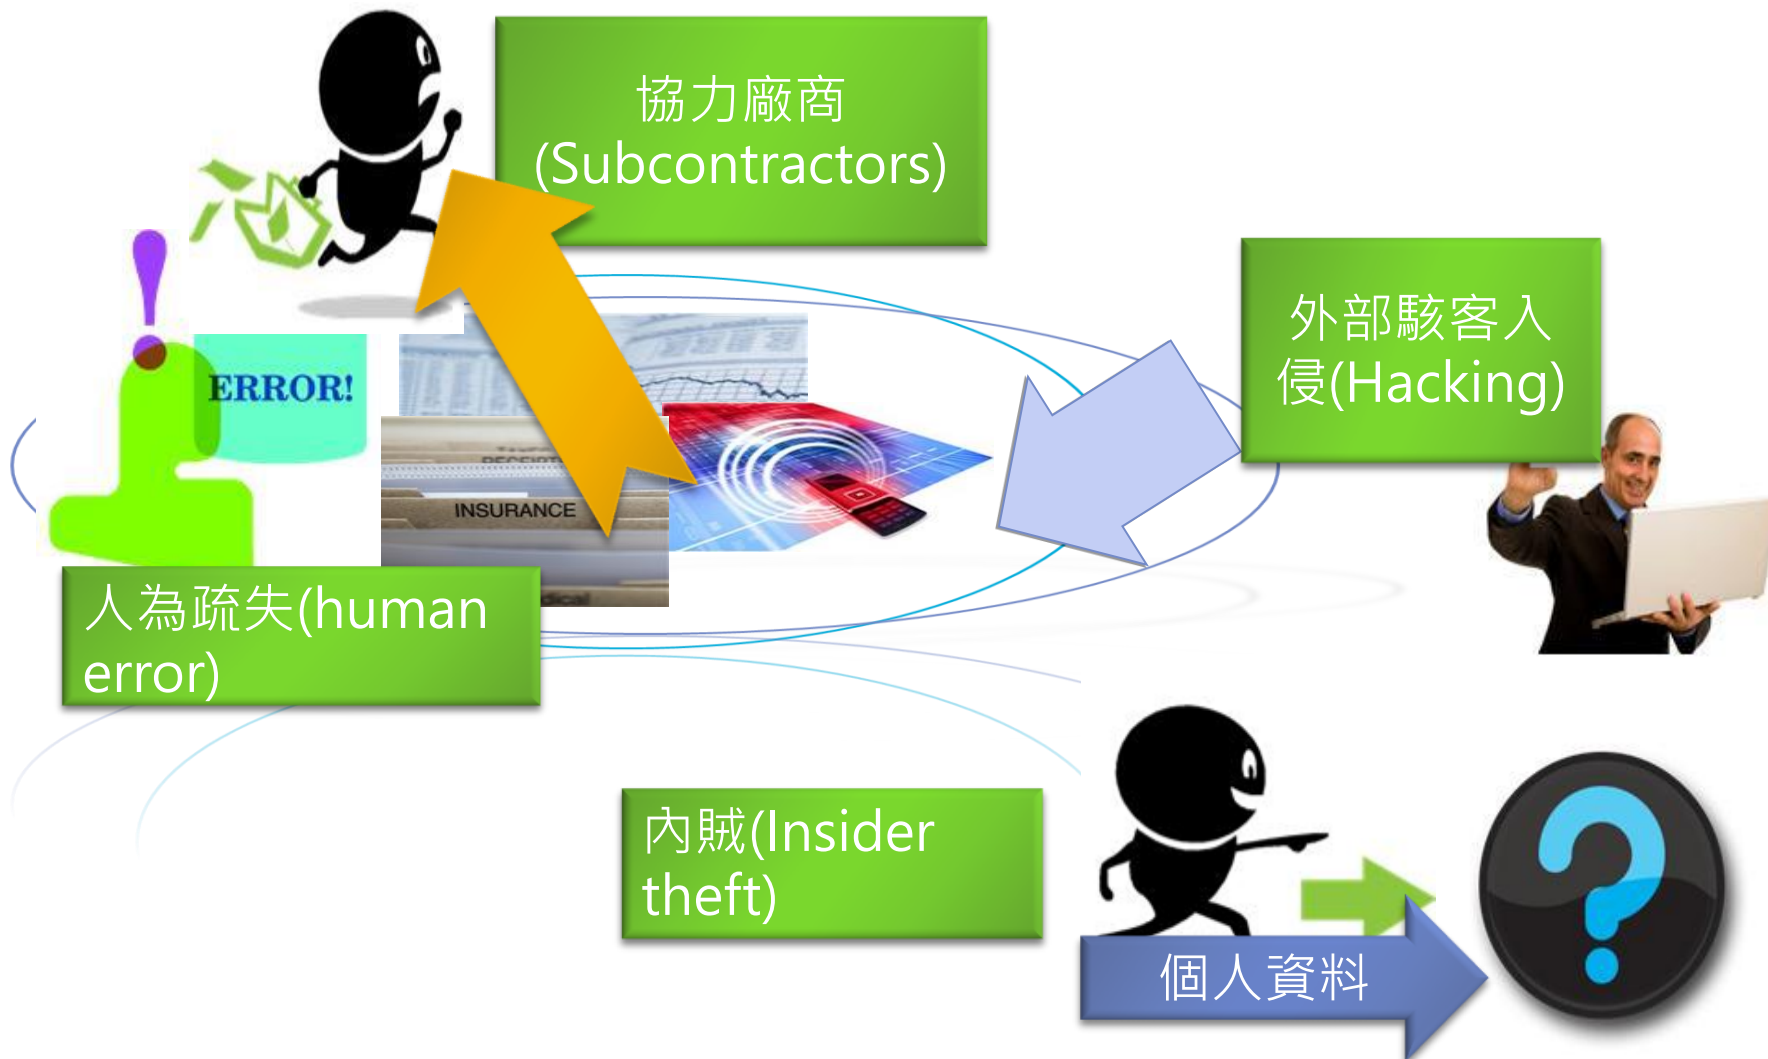 協力廠商
(Subcontractors)
外部駭客入
侵(Hacking)
ERROR!
INSURANCE
人為疏失(human
error)
內賊(Insider
theft)
個人資料